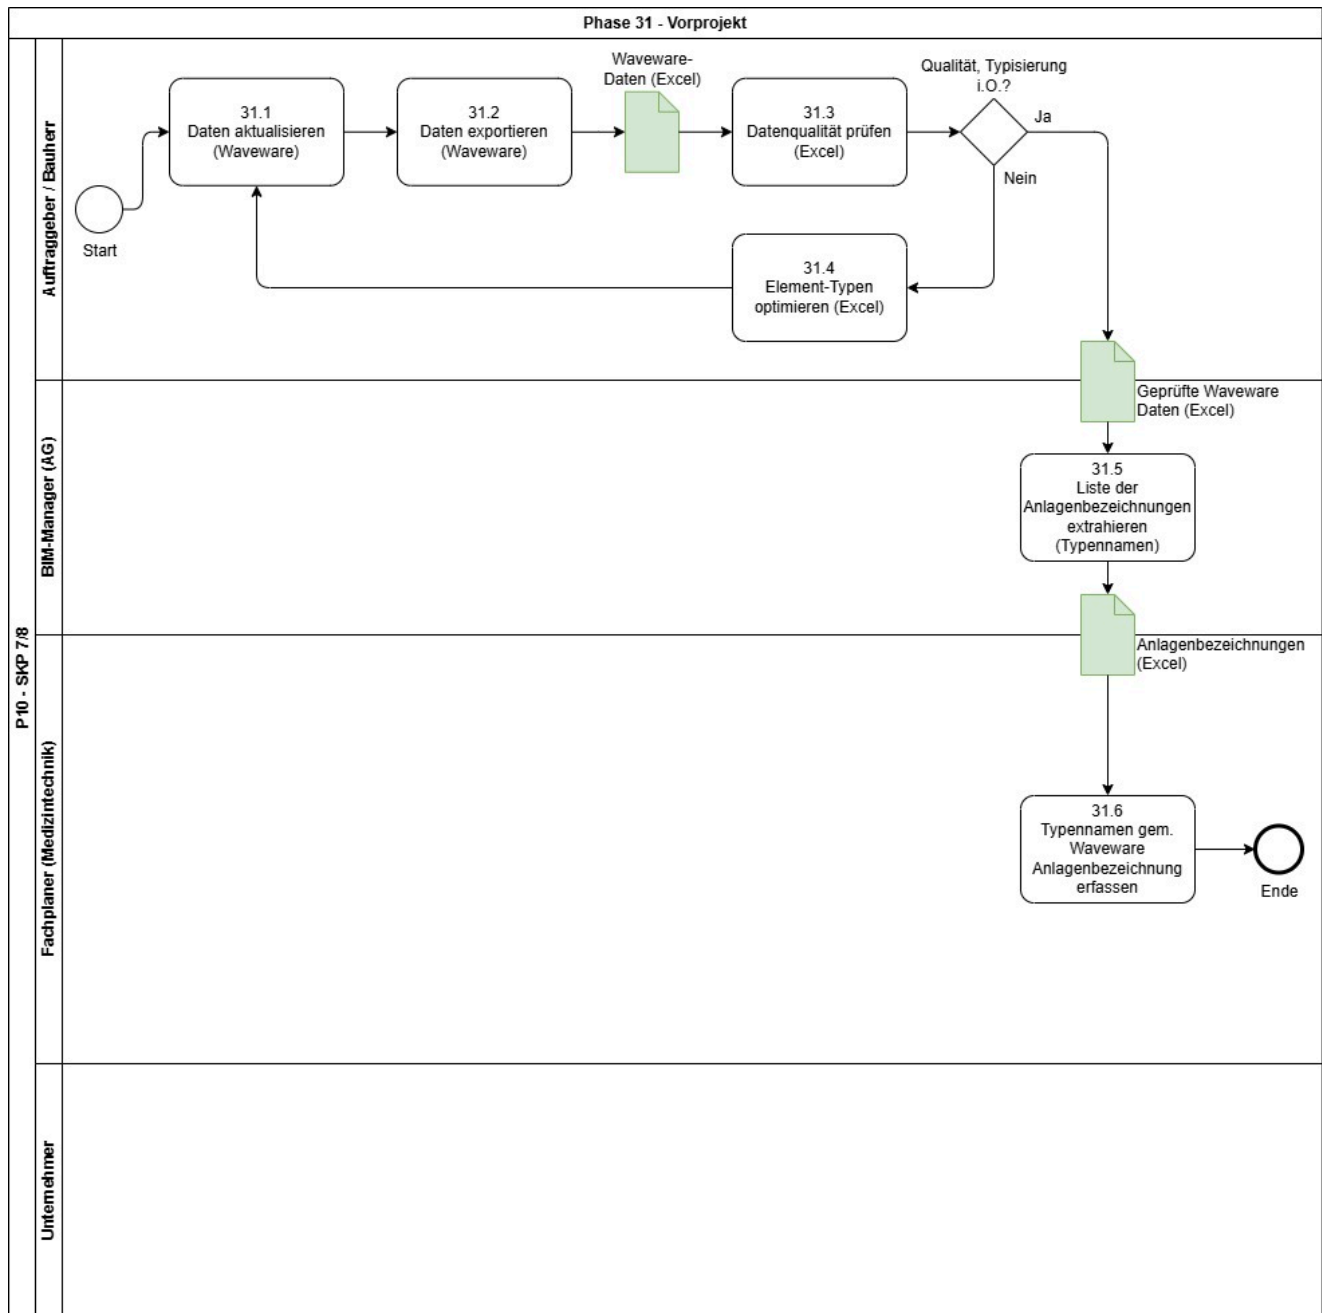 Phase 31 - Vorprojekt
P10 - SKP 7/8
Auftraggeber / Bauherr
Start
31.1
Daten aktualisieren
(Waveware)
31.2
Daten exportieren
(Waveware)
Waveware-
Daten (Excel)
31.3
Datenqualität prüfen
(Excel)
Qualität, Typisierung
i.O.?
Ja
Nein
31.4
Element-Typen
optimieren (Excel)
Geprüfte Waveware
Daten (Excel)
BIM-Manager (AG)
31.5
Liste der
Anlagenbezeichnungen
extrahieren
(Typennamen)
Anlagenbezeichnungen
(Excel)
Fachplaner (Medizintechnik)
31.6
Typennamen gem.
Waveware
Anlagenbezeichnung
erfassen
Ende
Unternehmer